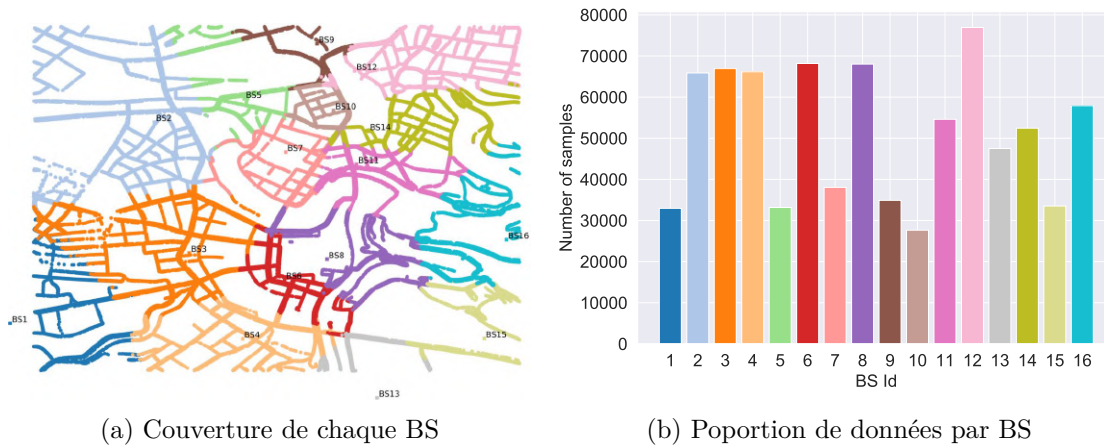 BS9
BS12
BS5
BS10
BS2
BS14
BS7
BS11
BS16
BS3
BS8
BS6
BS1
BS4
BS15
BS13
(a) Couverture de chaque BS
80000
70000
60000
50000
40000
30000
20000
10000
0
Number of samples
1 2 3 4 5 6 7 8 9 10 11 12 13 14 15 16
BS Id
(b) Poportion de données par BS